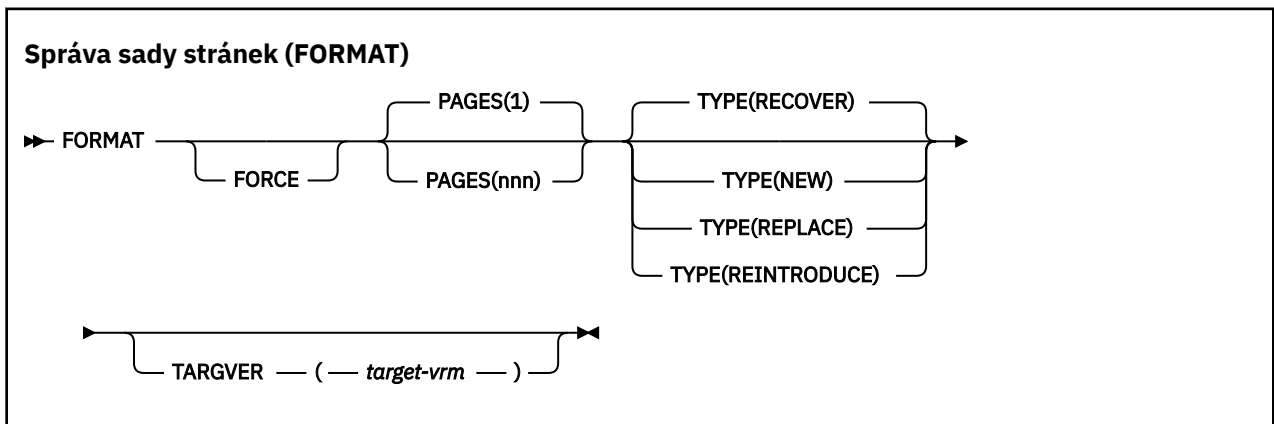 Správa sady stránek (FORMAT)
PAGES(1) TYPE(RECOVER)
FORMAT
FORCE PAGES(nnn) TYPE(NEW)
TYPE(REPLACE)
TYPE(REINTRODUCE)
TARGVER ( target-vrm )